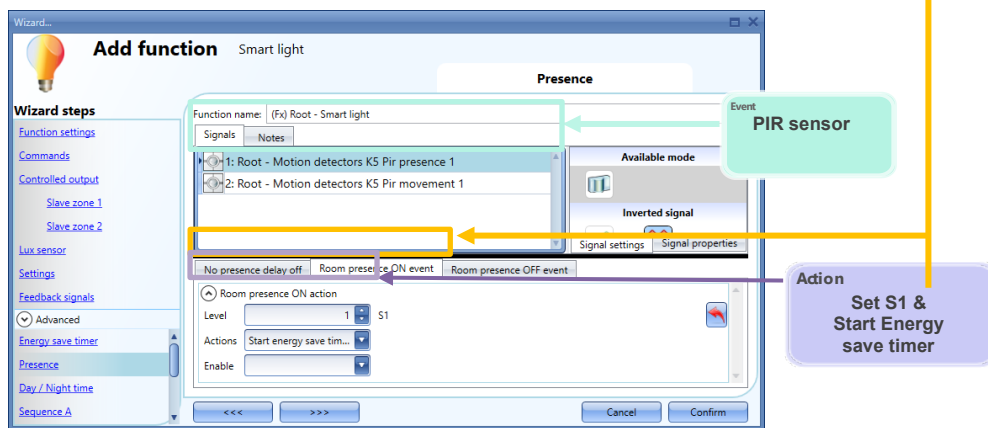 Wizard...
Add function Smart light
Presence
Wizard steps
Function settings
Commands
Controlled output
Slave zone 1
Slave zone 2
Lux sensor
Settings
Feedback signals
Advanced
Energy save timer
Presence
Day / Night time
Sequence A
Function name: (Fx) Root - Smart light
Signals Notes
1: Root - Motion detectors K5 Pir presence 1
2: Root - Motion detectors K5 Pir movement 1
Available mode
Inverted signal
Signal settings Signal properties
No presence delay off Room presence ON event Room presence OFF event
Room presence ON action
Level 1 S1
Actions Start energy save tim...
Enable
<<< >>> Cancel Confirm
Event
PIR sensor
Action
Set S1 &
Start Energy
save timer